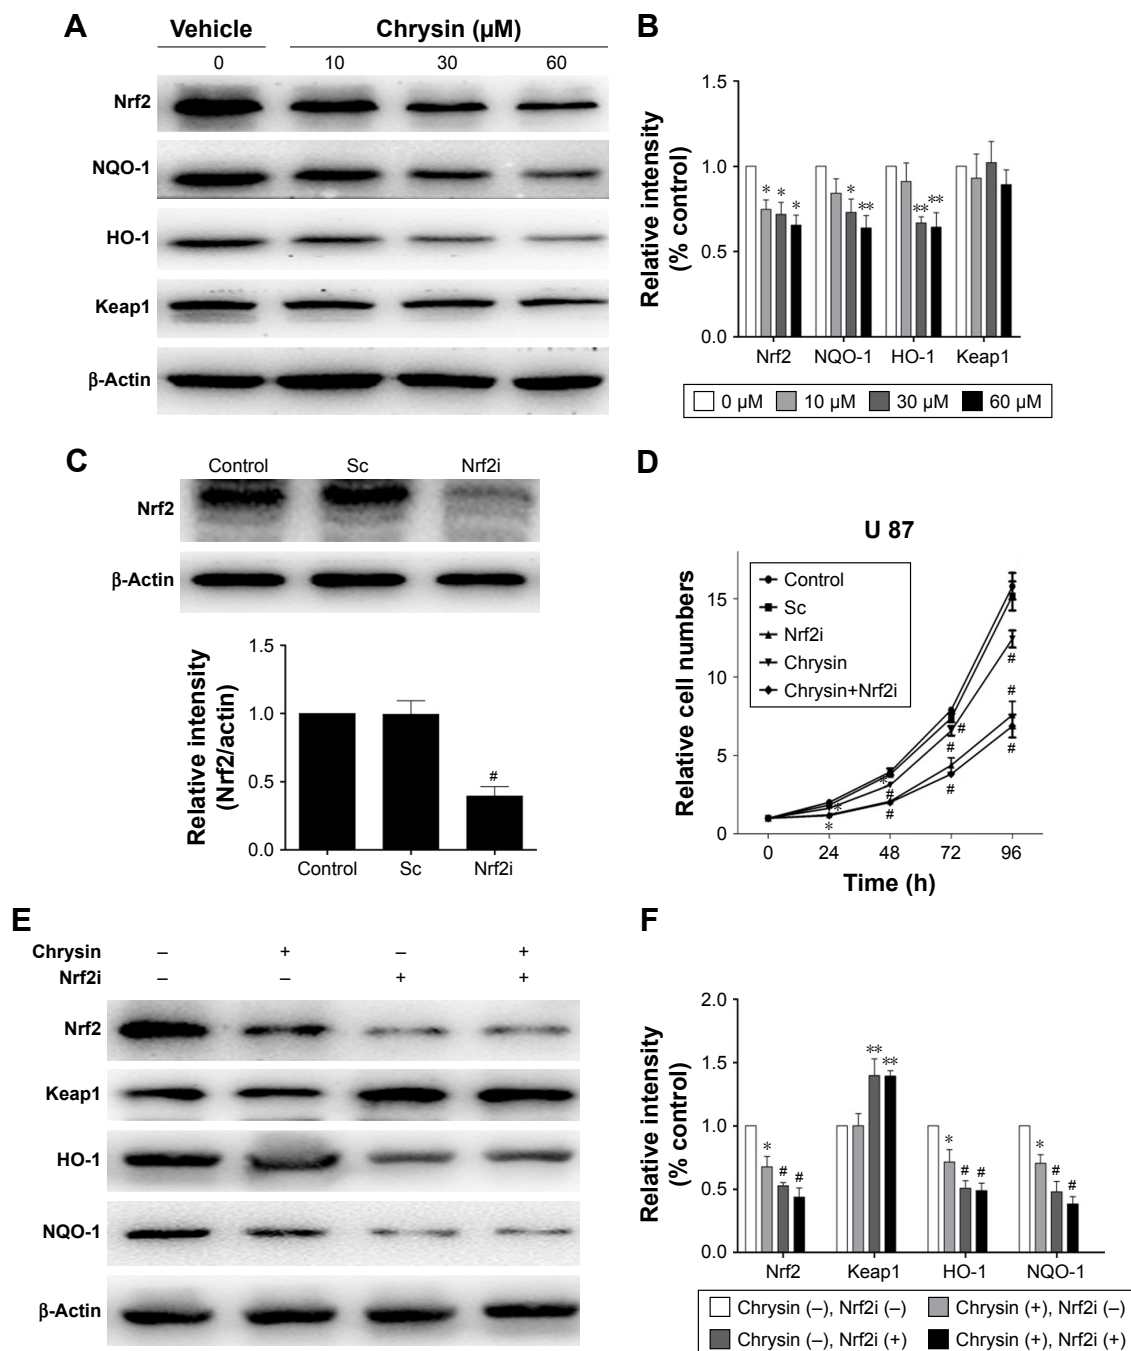 A
Vehicle Chrysin (µM)
0 10 30 60
Nrf2
NQO-1
HO-1
Keap1
β-Actin
B
Relative intensity
(% control)
1.5
1.0
0.5
0.0
* * *
* **
** **
Nrf2 NQO-1 HO-1 Keap1
0 µM 10 µM 30 µM 60 µM
C
Control Sc Nrf2i
Nrf2
β-Actin
Relative intensity
(Nrf2/actin)
1.5
1.0
0.5
0.0
#
Control Sc Nrf2i
D
U 87
Relative cell numbers
15
10
5
0
Control
Sc
Nrf2i
Chrysin
Chrysin+Nrf2i
* *
* # #
# # #
# # #
0 24 48 72 96
Time (h)
E
Chrysin – + – +
Nrf2i – – + +
Nrf2
Keap1
HO-1
NQO-1
β-Actin
F
Relative intensity
(% control)
2.0
1.5
1.0
0.5
0.0
* # #
** **
* # #
* # #
Nrf2 Keap1 HO-1 NQO-1
Chrysin (–), Nrf2i (–) Chrysin (+), Nrf2i (–)
Chrysin (–), Nrf2i (+) Chrysin (+), Nrf2i (+)